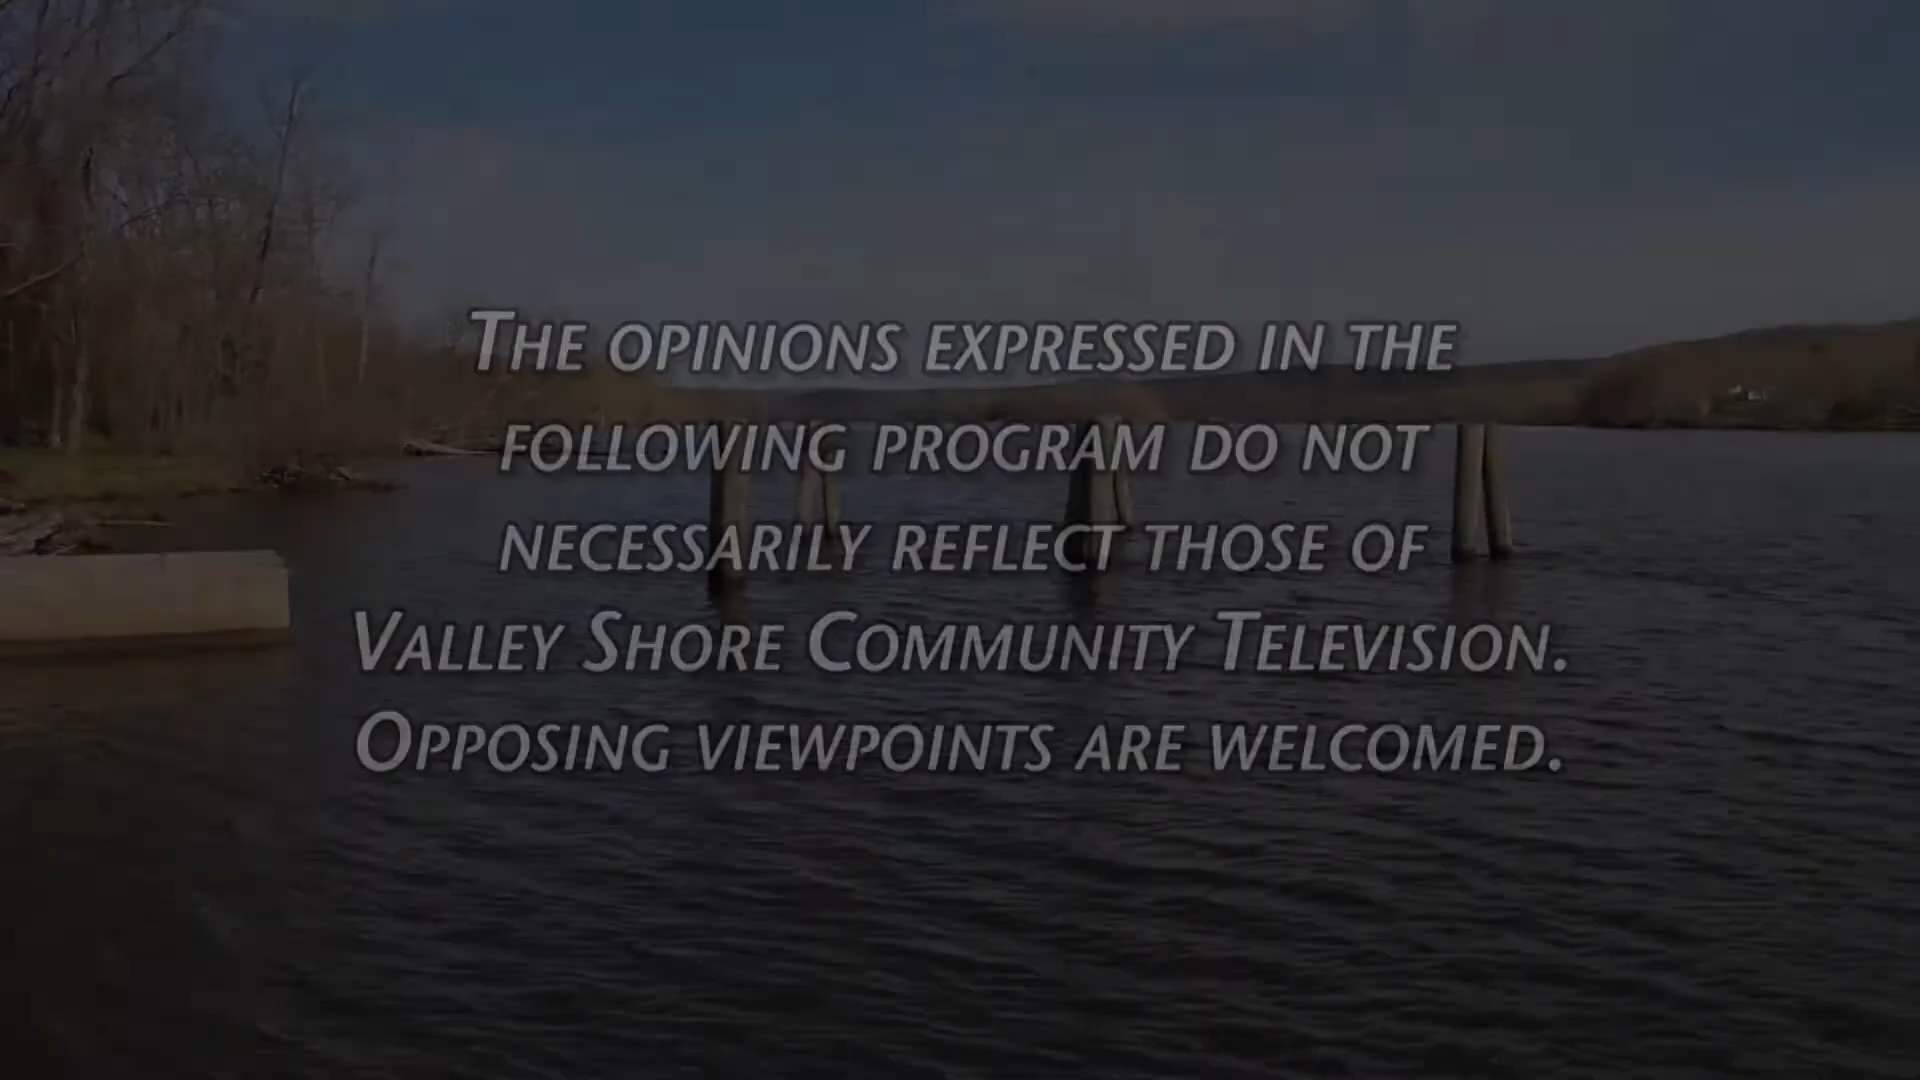 The opinions expressed in the
following program do not
necessarily reflect those of
Valley Shore Community Television.
Opposing viewpoints are welcomed.